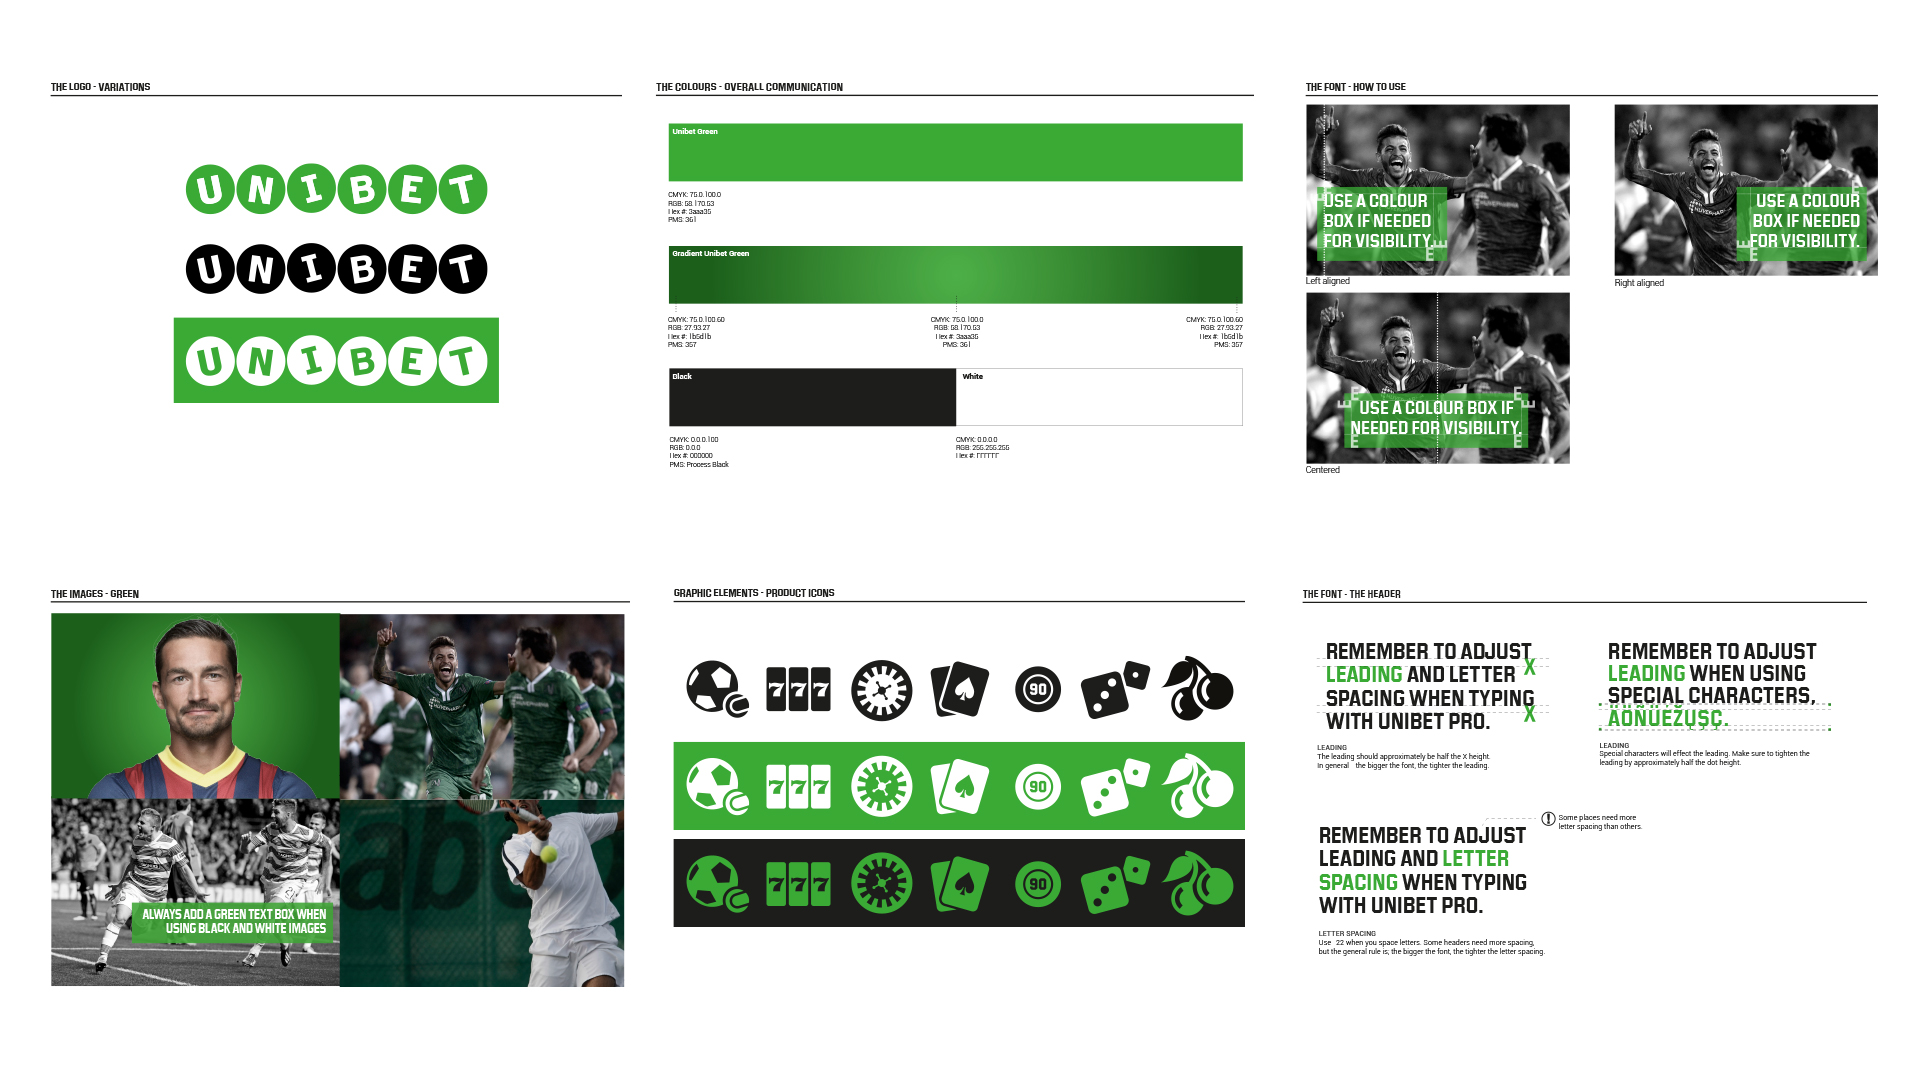 THE LOGO - VARIATIONS
UNIBET
UNIBET
UNIBET
THE COLOURS - OVERALL COMMUNICATION
Unibet Green
CMYK: 75.0.100.0
RGB: 58.170.53
Hex #: 3aaa35
PMS: 361
Gradient Unibet Green
CMYK: 75.0.100.60
RGB: 27.93.27
Hex #: 1b5d1b
PMS: 357
CMYK: 75.0.100.0
RGB: 58.170.53
Hex #: 3aaa35
PMS: 361
CMYK: 75.0.100.60
RGB: 27.93.27
Hex #: 1b5d1b
PMS: 357
Black
CMYK: 0.0.0.100
RGB: 0.0.0
Hex #: 000000
PMS: Process Black
White
CMYK: 0.0.0.0
RGB: 255.255.255
Hex #: FFFFFF
THE FONT - HOW TO USE
USE A COLOUR
BOX IF NEEDED
FOR VISIBILITY.
E
E
Left aligned
USE A COLOUR
BOX IF NEEDED
FOR VISIBILITY.
E
E
Right aligned
USE A COLOUR BOX IF
NEEDED FOR VISIBILITY.
E
E
E
E
E
E
Centered
THE IMAGES - GREEN
ALWAYS ADD A GREEN TEXT BOX WHEN
USING BLACK AND WHITE IMAGES
abe
GRAPHIC ELEMENTS - PRODUCT ICONS
7 7 7
90
7 7 7
90
7 7 7
90
THE FONT - THE HEADER
REMEMBER TO ADJUST
LEADING AND LETTER
SPACING WHEN TYPING
WITH UNIBET PRO.
X
X
LEADING
The leading should approximately be half the X height.
In general the bigger the font, the tighter the leading.
REMEMBER TO ADJUST
LEADING WHEN USING
SPECIAL CHARACTERS,
LEADING
Special characters will effect the leading. Make sure to tighten the
leading by approximately half the dot height.
REMEMBER TO ADJUST
LEADING AND LETTER
SPACING WHEN TYPING
WITH UNIBET PRO.
!
Some places need more
letter spacing than others.
LETTER SPACING
Use 22 when you space letters. Some headers need more spacing,
but the general rule is; the bigger the font, the tighter the letter spacing.